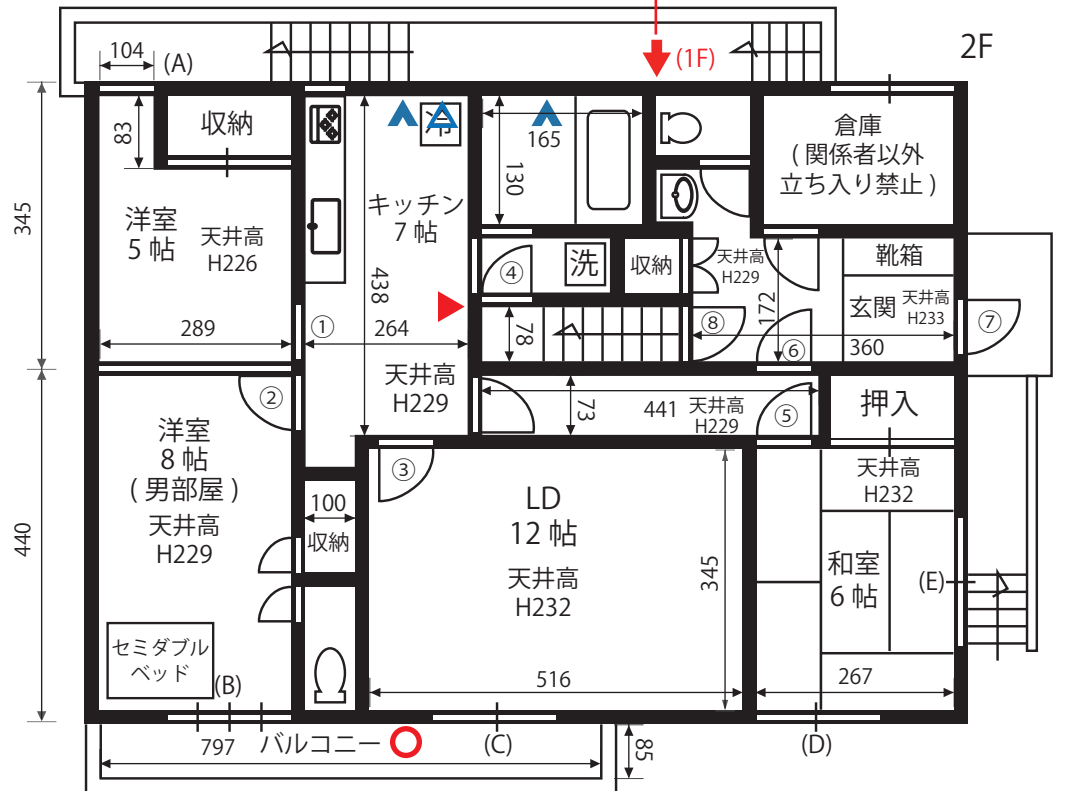 2F
104
(A)
(1F)
345
83
収納
洋室
5 帖
天井高
H226
289
冷
キッチン
7 帖
438
①
264
天井高
H229
165
130
④
洗
収納
78
倉庫
( 関係者以外
立ち入り禁止 )
天井高
H229
172
靴箱
玄関
天井高
H233
⑧
⑥
360
⑦
440
②
洋室
8 帖
( 男部屋 )
天井高
H229
セミダブル
ベッド
(B)
100
収納
73
441
天井高
H229
⑤
押入
③
LD
12 帖
天井高
H232
345
516
天井高
H232
和室
6 帖
(E)
267
797
バルコニー
85
(C)
(D)